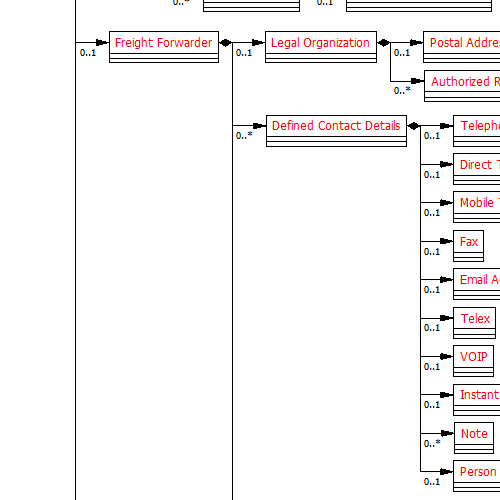 0..*
0..1
Freight Forwarder
Legal Organization
Postal
0..1
0..1
0..1
Authorized
0..*
Defined Contact Details
0..*
0..1
Direct
0..1
Mobile
0..1
Fax
0..1
Email
0..1
Telex
0..1
VOIP
0..1
Instant
0..1
Note
0..*
Person
0..1